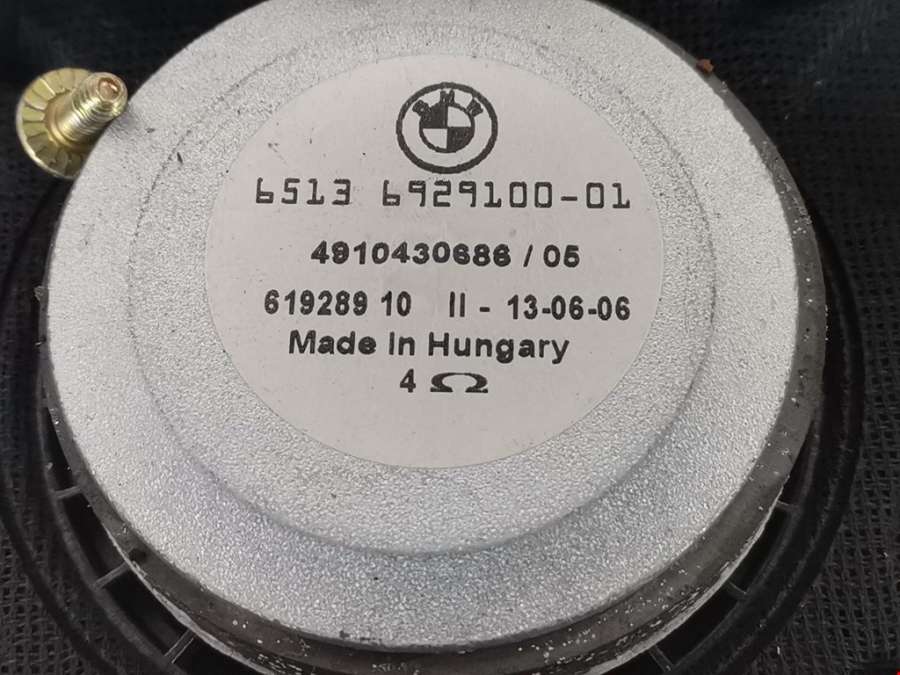 BMW
6513 6929100-01
4910430686 / 05
619289 10 II - 13-06-06
Made in Hungary
4 Ω